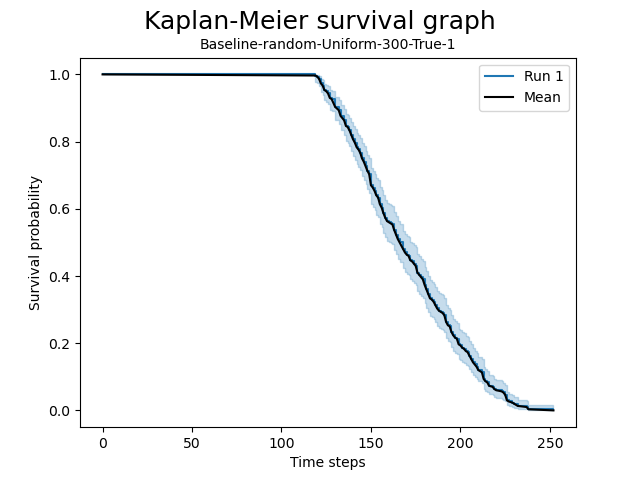 Kaplan-Meier survival graph
Baseline-random-Uniform-300-True-1
Run 1
Mean
Survival probability
1.0
0.8
0.6
0.4
0.2
0.0
0 50 100 150 200 250
Time steps